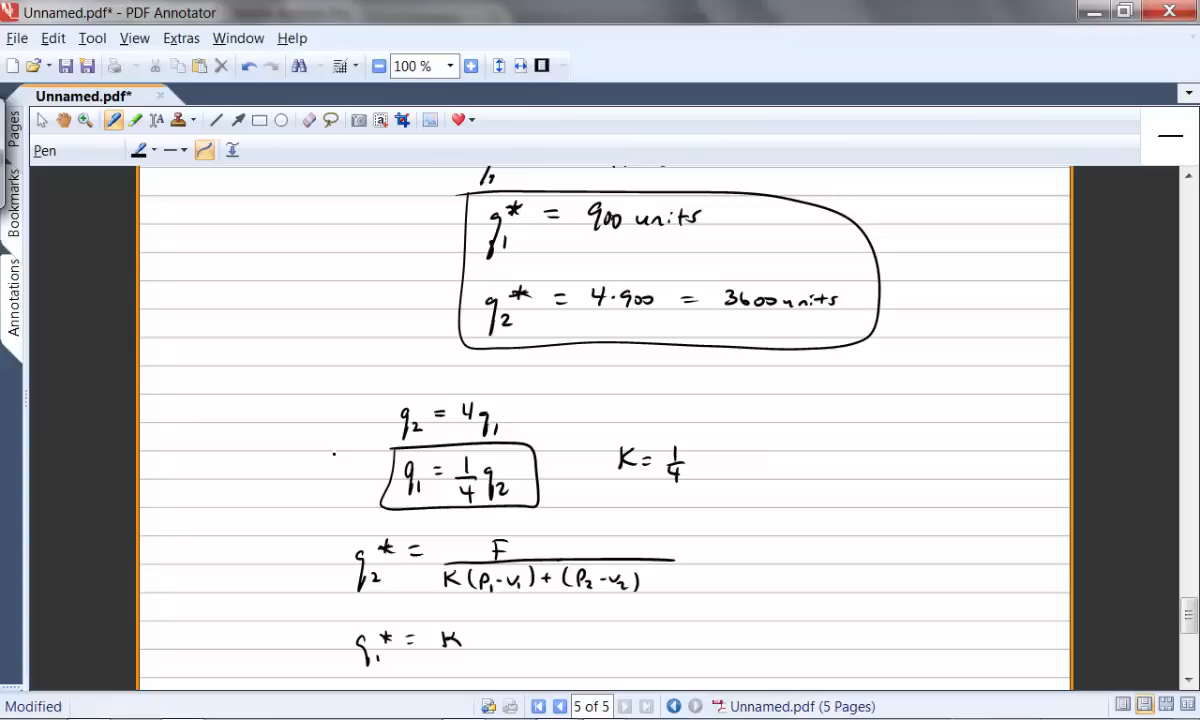 Unnamed.pdf* - PDF Annotator
File Edit Tool View Extras Window Help
100 %
Unnamed.pdf*
Pages
Bookmarks
Annotations
Pen
q₁* = 900 units
q₂* = 4·900 = 3600 units
q₂ = 4q₁
q₁ = 1/4 q₂ K = 1/4
q₂* = F / K(P₁-v₁) + (P₂-v₂)
q₁* = K
Modified 5 of 5 Unnamed.pdf (5 Pages)